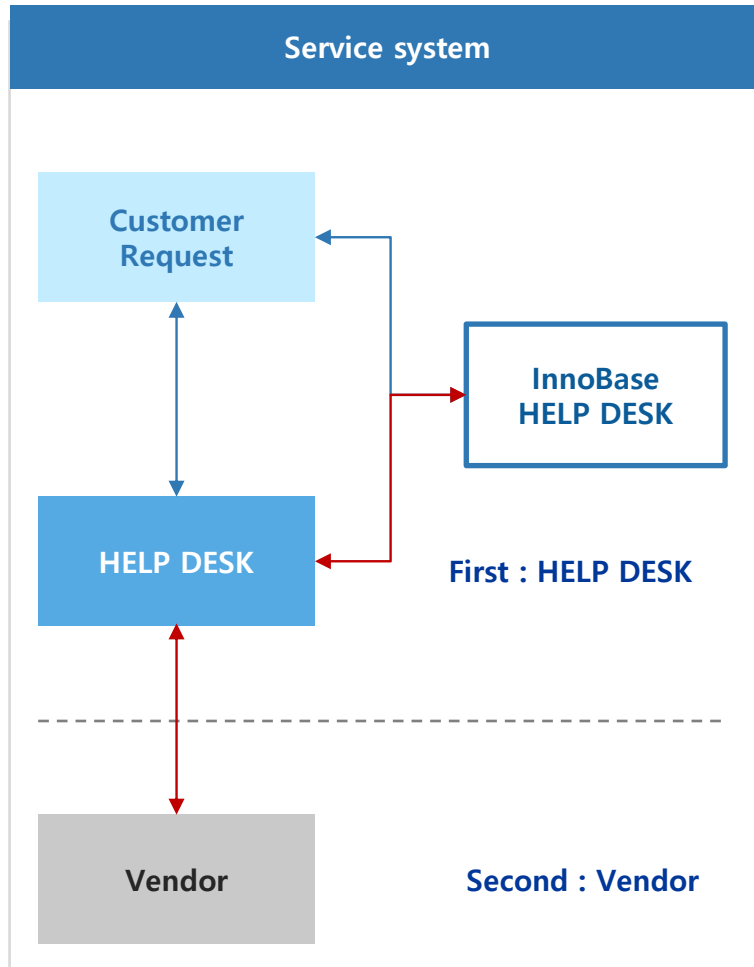 Service system
Customer
Request
InnoBase
HELP DESK
HELP DESK
First : HELP DESK
Vendor
Second : Vendor